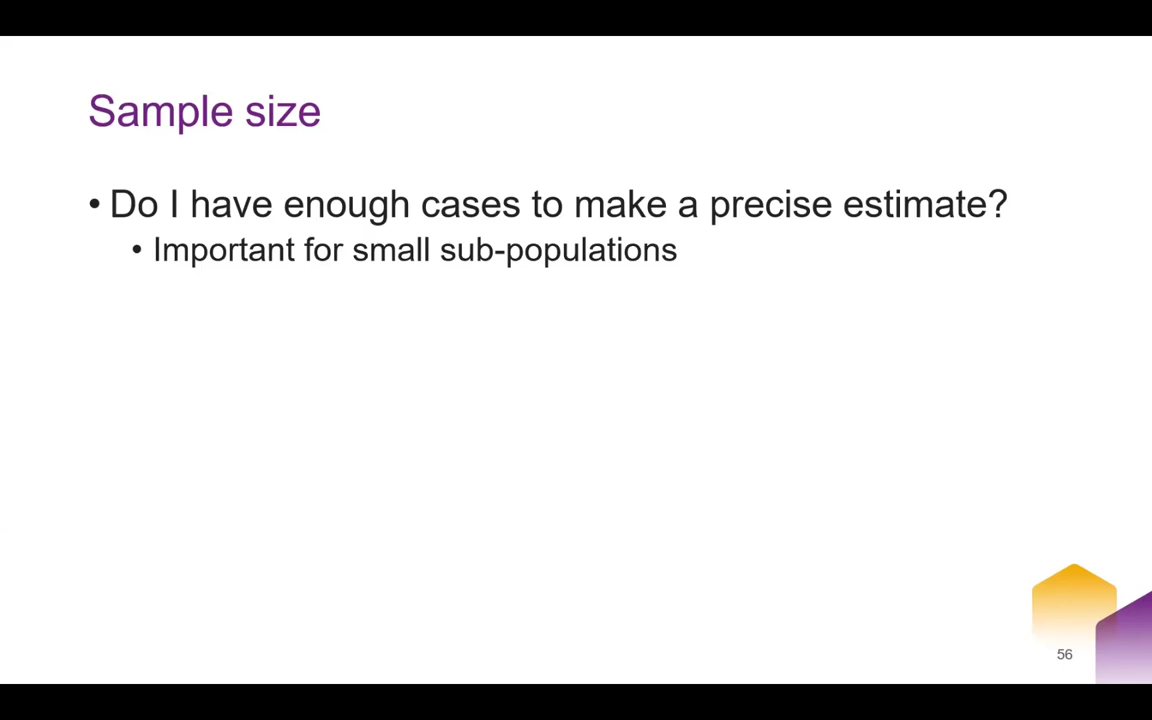 Sample size
• Do I have enough cases to make a precise estimate?
• Important for small sub-populations
56